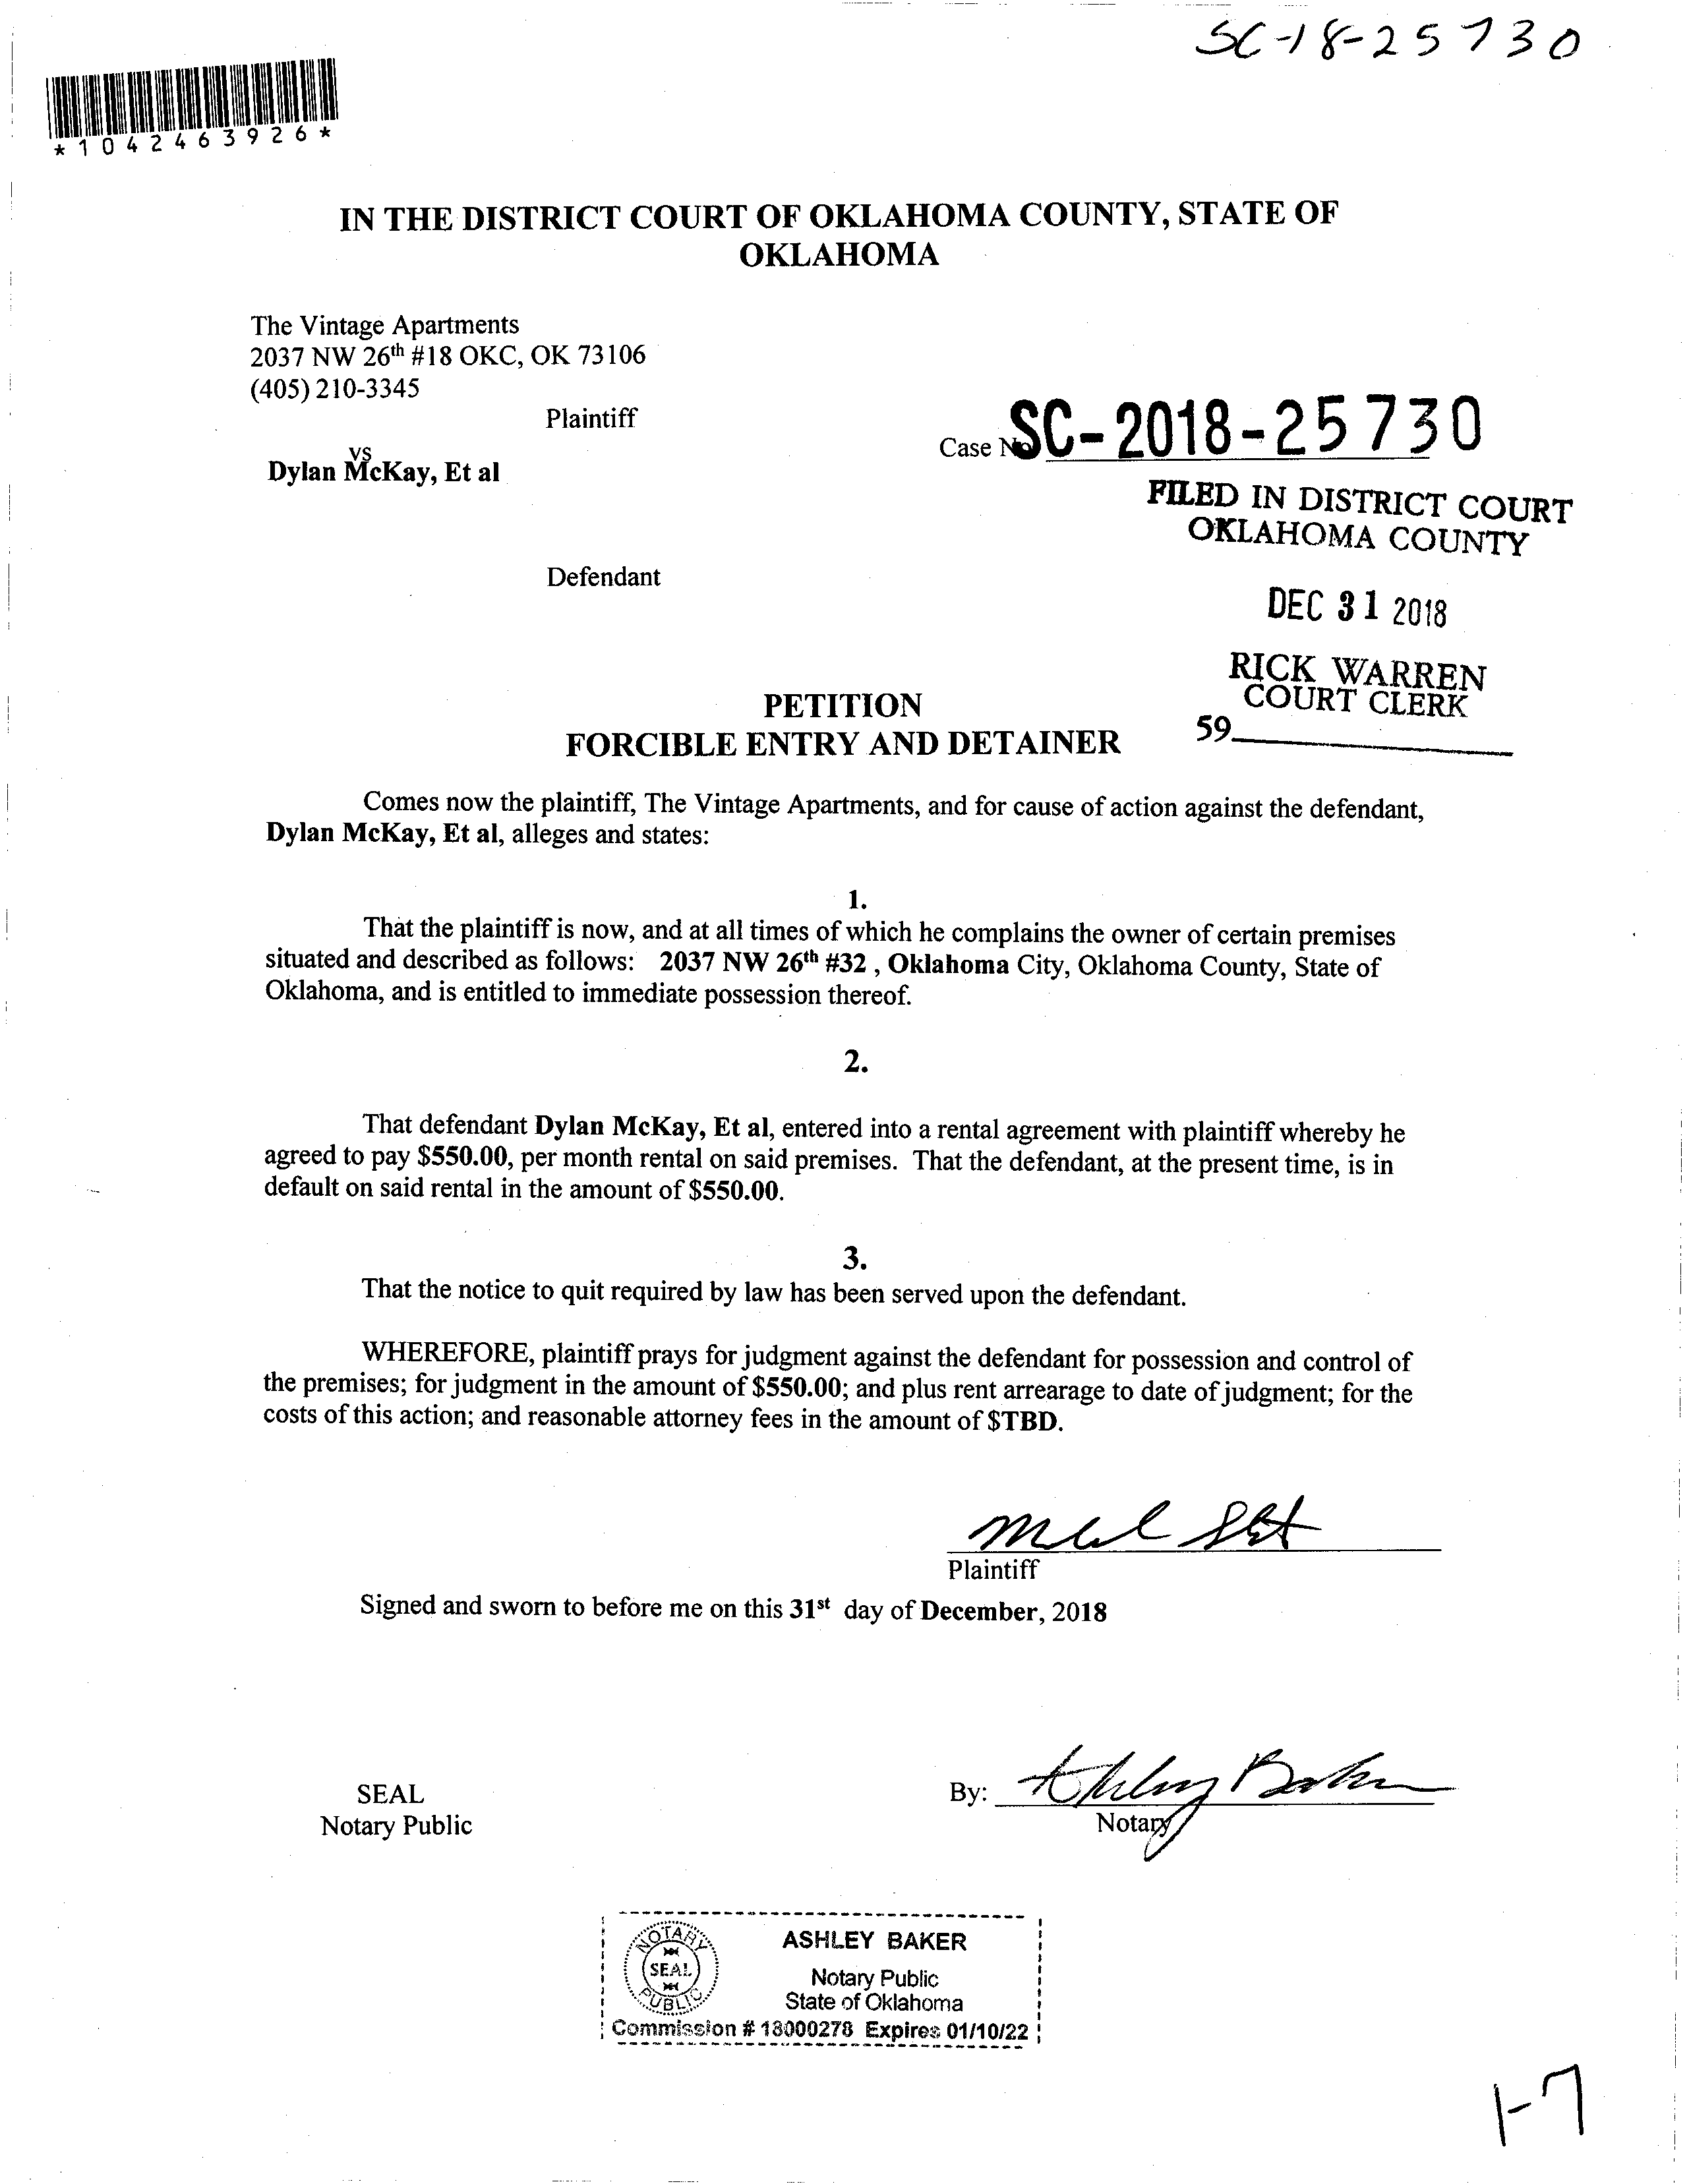 SC-18-25730
*1042463926*
IN THE DISTRICT COURT OF OKLAHOMA COUNTY, STATE OF
OKLAHOMA
The Vintage Apartments
2037 NW 26th #18 OKC, OK 73106
(405) 210-3345
Plaintiff
vs
Dylan McKay, Et al
Case No SC-2018-25730
FILED IN DISTRICT COURT
OKLAHOMA COUNTY
Defendant
DEC 31 2018
RICK WARREN
COURT CLERK
59
PETITION
FORCIBLE ENTRY AND DETAINER
Comes now the plaintiff, The Vintage Apartments, and for cause of action against the defendant,
Dylan McKay, Et al, alleges and states:
1.
That the plaintiff is now, and at all times of which he complains the owner of certain premises
situated and described as follows: 2037 NW 26th #32 , Oklahoma City, Oklahoma County, State of
Oklahoma, and is entitled to immediate possession thereof.
2.
That defendant Dylan McKay, Et al, entered into a rental agreement with plaintiff whereby he
agreed to pay $550.00, per month rental on said premises. That the defendant, at the present time, is in
default on said rental in the amount of $550.00.
3.
That the notice to quit required by law has been served upon the defendant.
WHEREFORE, plaintiff prays for judgment against the defendant for possession and control of
the premises; for judgment in the amount of $550.00; and plus rent arrearage to date of judgment; for the
costs of this action; and reasonable attorney fees in the amount of $TBD.
Plaintiff
Signed and sworn to before me on this 31st day of December, 2018
SEAL
Notary Public
By: Ashley Baker
Notary
NOTARY
SEAL
PUBLIC
ASHLEY BAKER
Notary Public
State of Oklahoma
Commission # 18000278 Expires 01/10/22
1-7